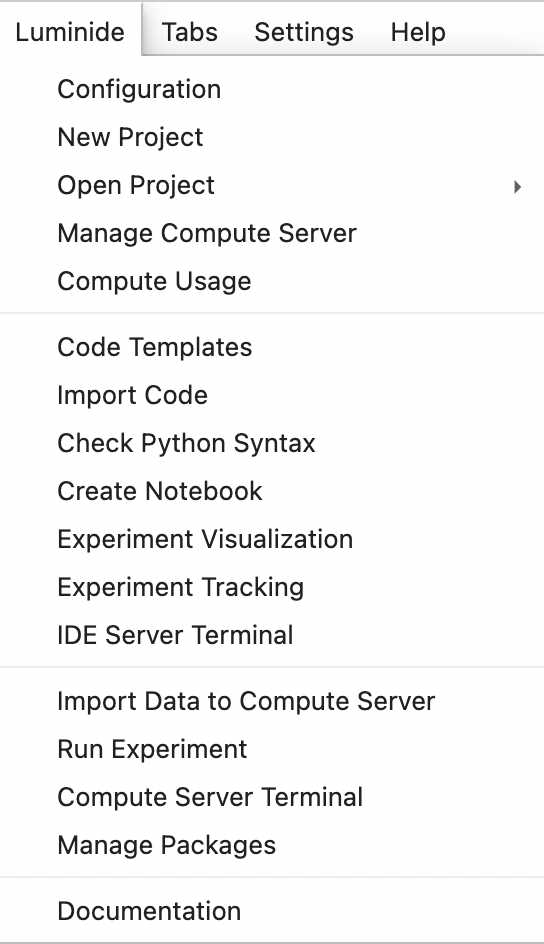 Luminide Tabs Settings Help
Configuration
New Project
Open Project
Manage Compute Server
Compute Usage
Code Templates
Import Code
Check Python Syntax
Create Notebook
Experiment Visualization
Experiment Tracking
IDE Server Terminal
Import Data to Compute Server
Run Experiment
Compute Server Terminal
Manage Packages
Documentation